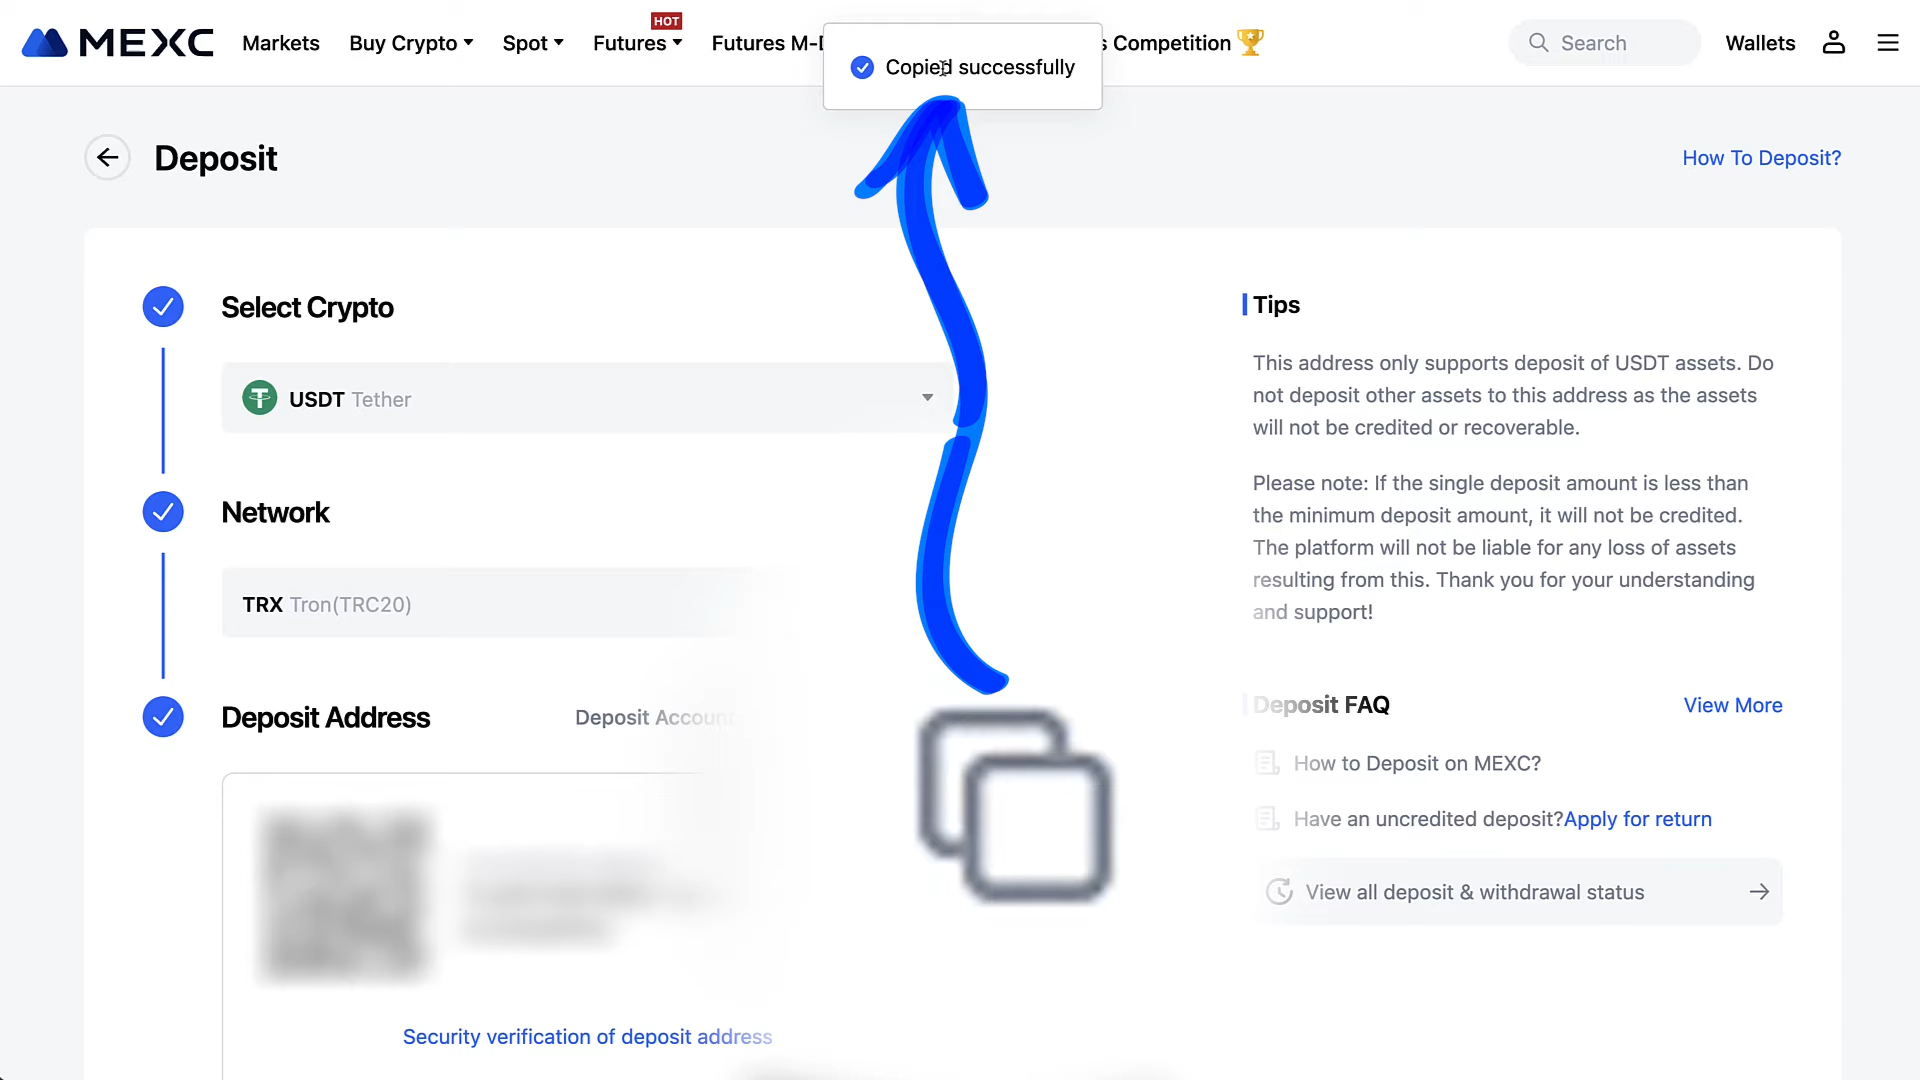 MEXC
Markets
Buy Crypto
Spot
Futures
HOT
Futures M-
Competition
Copied successfully
Search
Wallets
Deposit
How To Deposit?
Select Crypto
USDT Tether
Network
TRX Tron(TRC20)
Deposit Address
Deposit Account
Security verification of deposit address
Tips
This address only supports deposit of USDT assets. Do
not deposit other assets to this address as the assets
will not be credited or recoverable.
Please note: If the single deposit amount is less than
the minimum deposit amount, it will not be credited.
The platform will not be liable for any loss of assets
resulting from this. Thank you for your understanding
and support!
Deposit FAQ
View More
How to Deposit on MEXC?
Have an uncredited deposit?Apply for return
View all deposit & withdrawal status